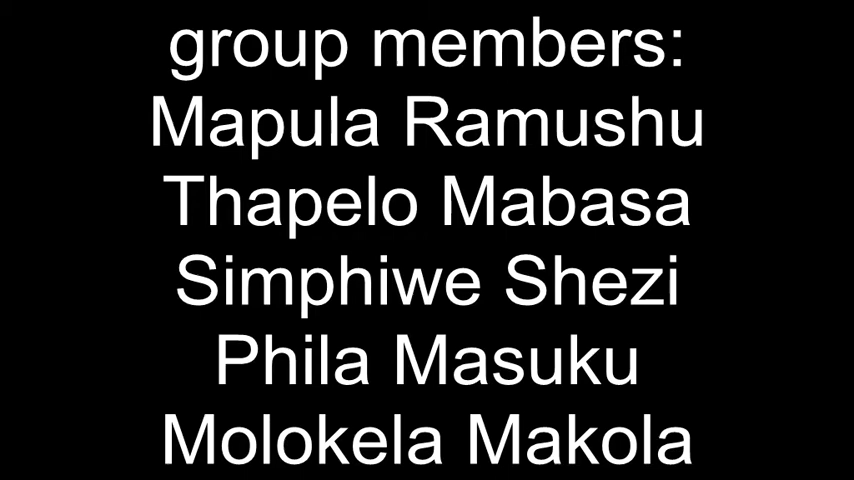 group members:
Mapula Ramushu
Thapelo Mabasa
Simphiwe Shezi
Phila Masuku
Molokela Makola